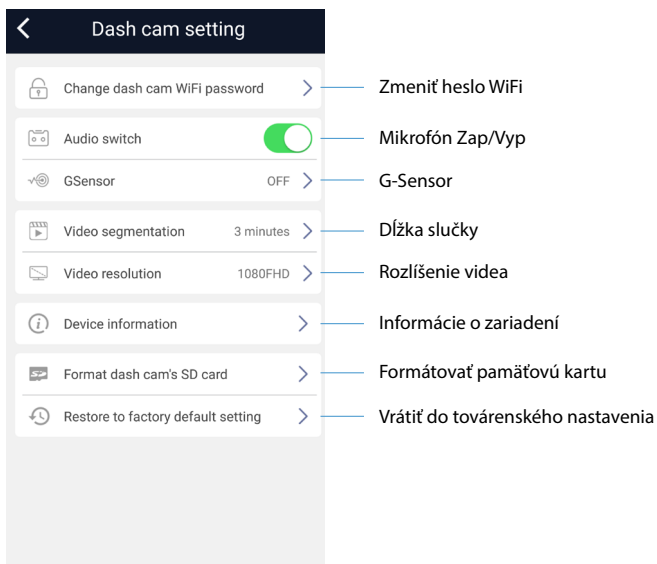 Dash cam setting
Change dash cam WiFi password Zmeniť heslo WiFi
Audio switch Mikrofón Zap/Vyp
GSensor OFF G-Sensor
Video segmentation 3 minutes Dĺžka slučky
Video resolution 1080FHD Rozlíšenie videa
Device information Informácie o zariadení
Format dash cam's SD card Formátovať pamäťovú kartu
Restore to factory default setting Vrátiť do továrenského nastavenia